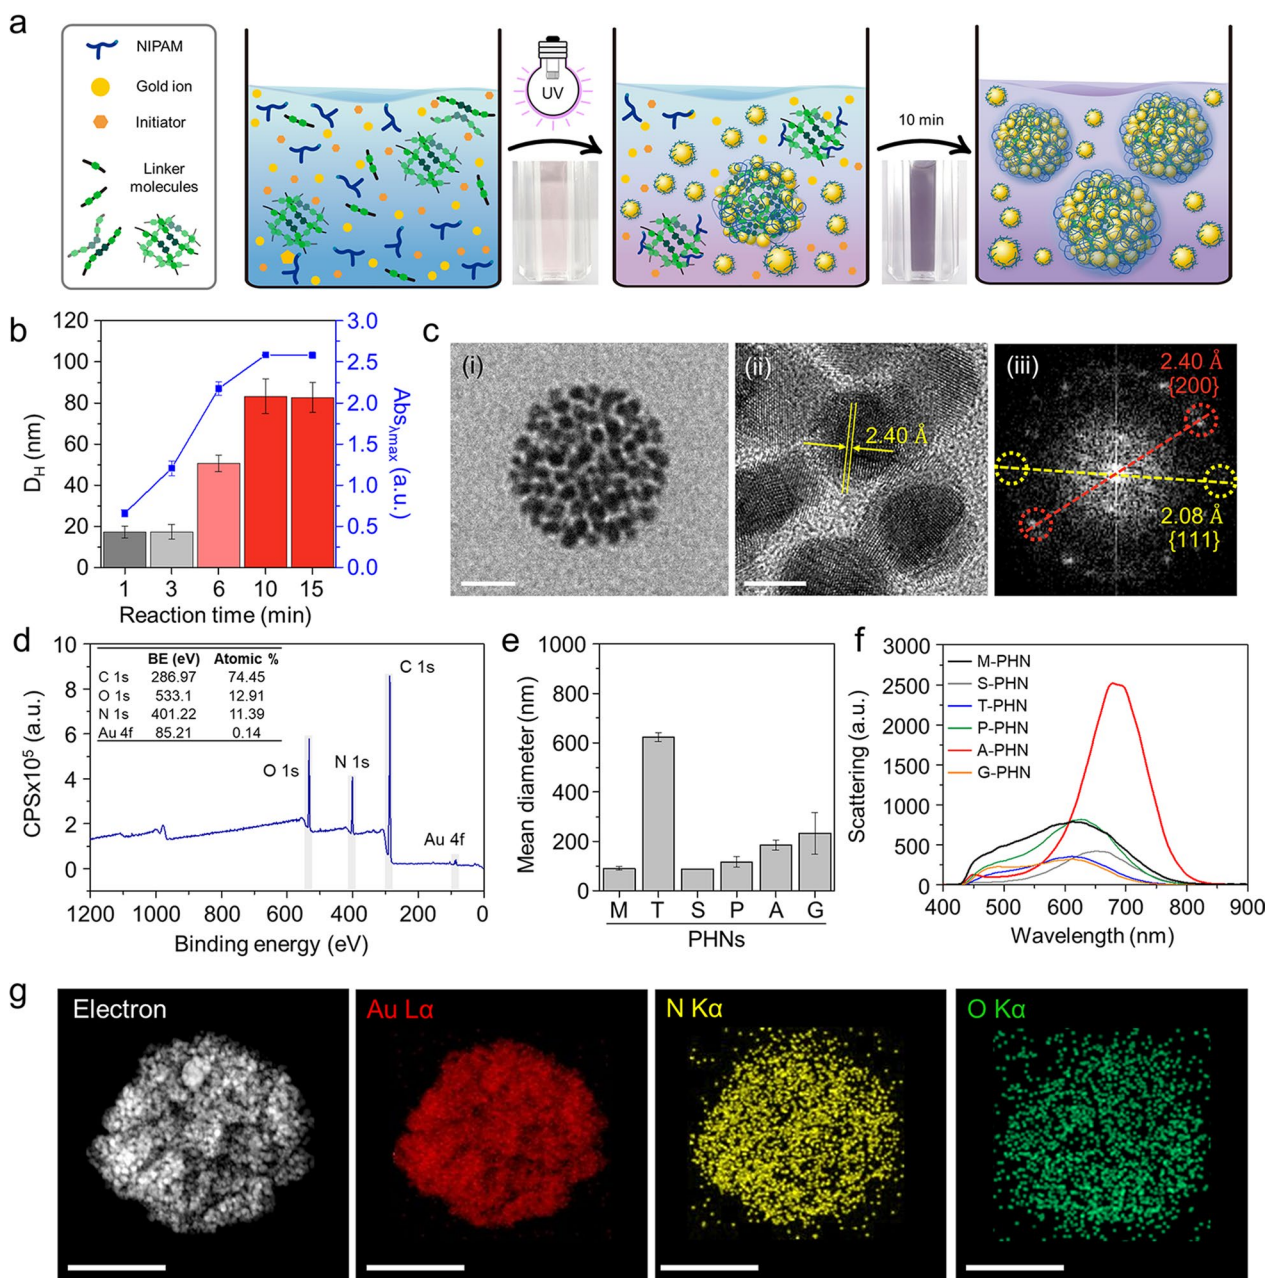 a
NIPAM
Gold ion
Initiator
Linker
molecules
UV
10 min
b
120
100
80
60
40
20
0
D_H (nm)
3.0
2.5
2.0
1.5
1.0
0.5
0.0
Abs_λmax (a.u.)
1 3 6 10 15
Reaction time (min)
c
(i)
(ii)
2.40 Å
(iii)
2.40 Å
{200}
2.08 Å
{111}
d
10
8
6
4
2
0
CPSx10⁵ (a.u.)
BE (eV) Atomic %
C 1s 286.97 74.45
O 1s 533.1 12.91
N 1s 401.22 11.39
Au 4f 85.21 0.14
C 1s
O 1s
N 1s
Au 4f
1200 1000 800 600 400 200 0
Binding energy (eV)
e
1000
800
600
400
200
0
Mean diameter (nm)
M T S P A G
PHNs
f
3000
2500
2000
1500
1000
500
0
Scattering (a.u.)
M-PHN
S-PHN
T-PHN
P-PHN
A-PHN
G-PHN
400 500 600 700 800 900
Wavelength (nm)
g
Electron
Au Lα
N Kα
O Kα